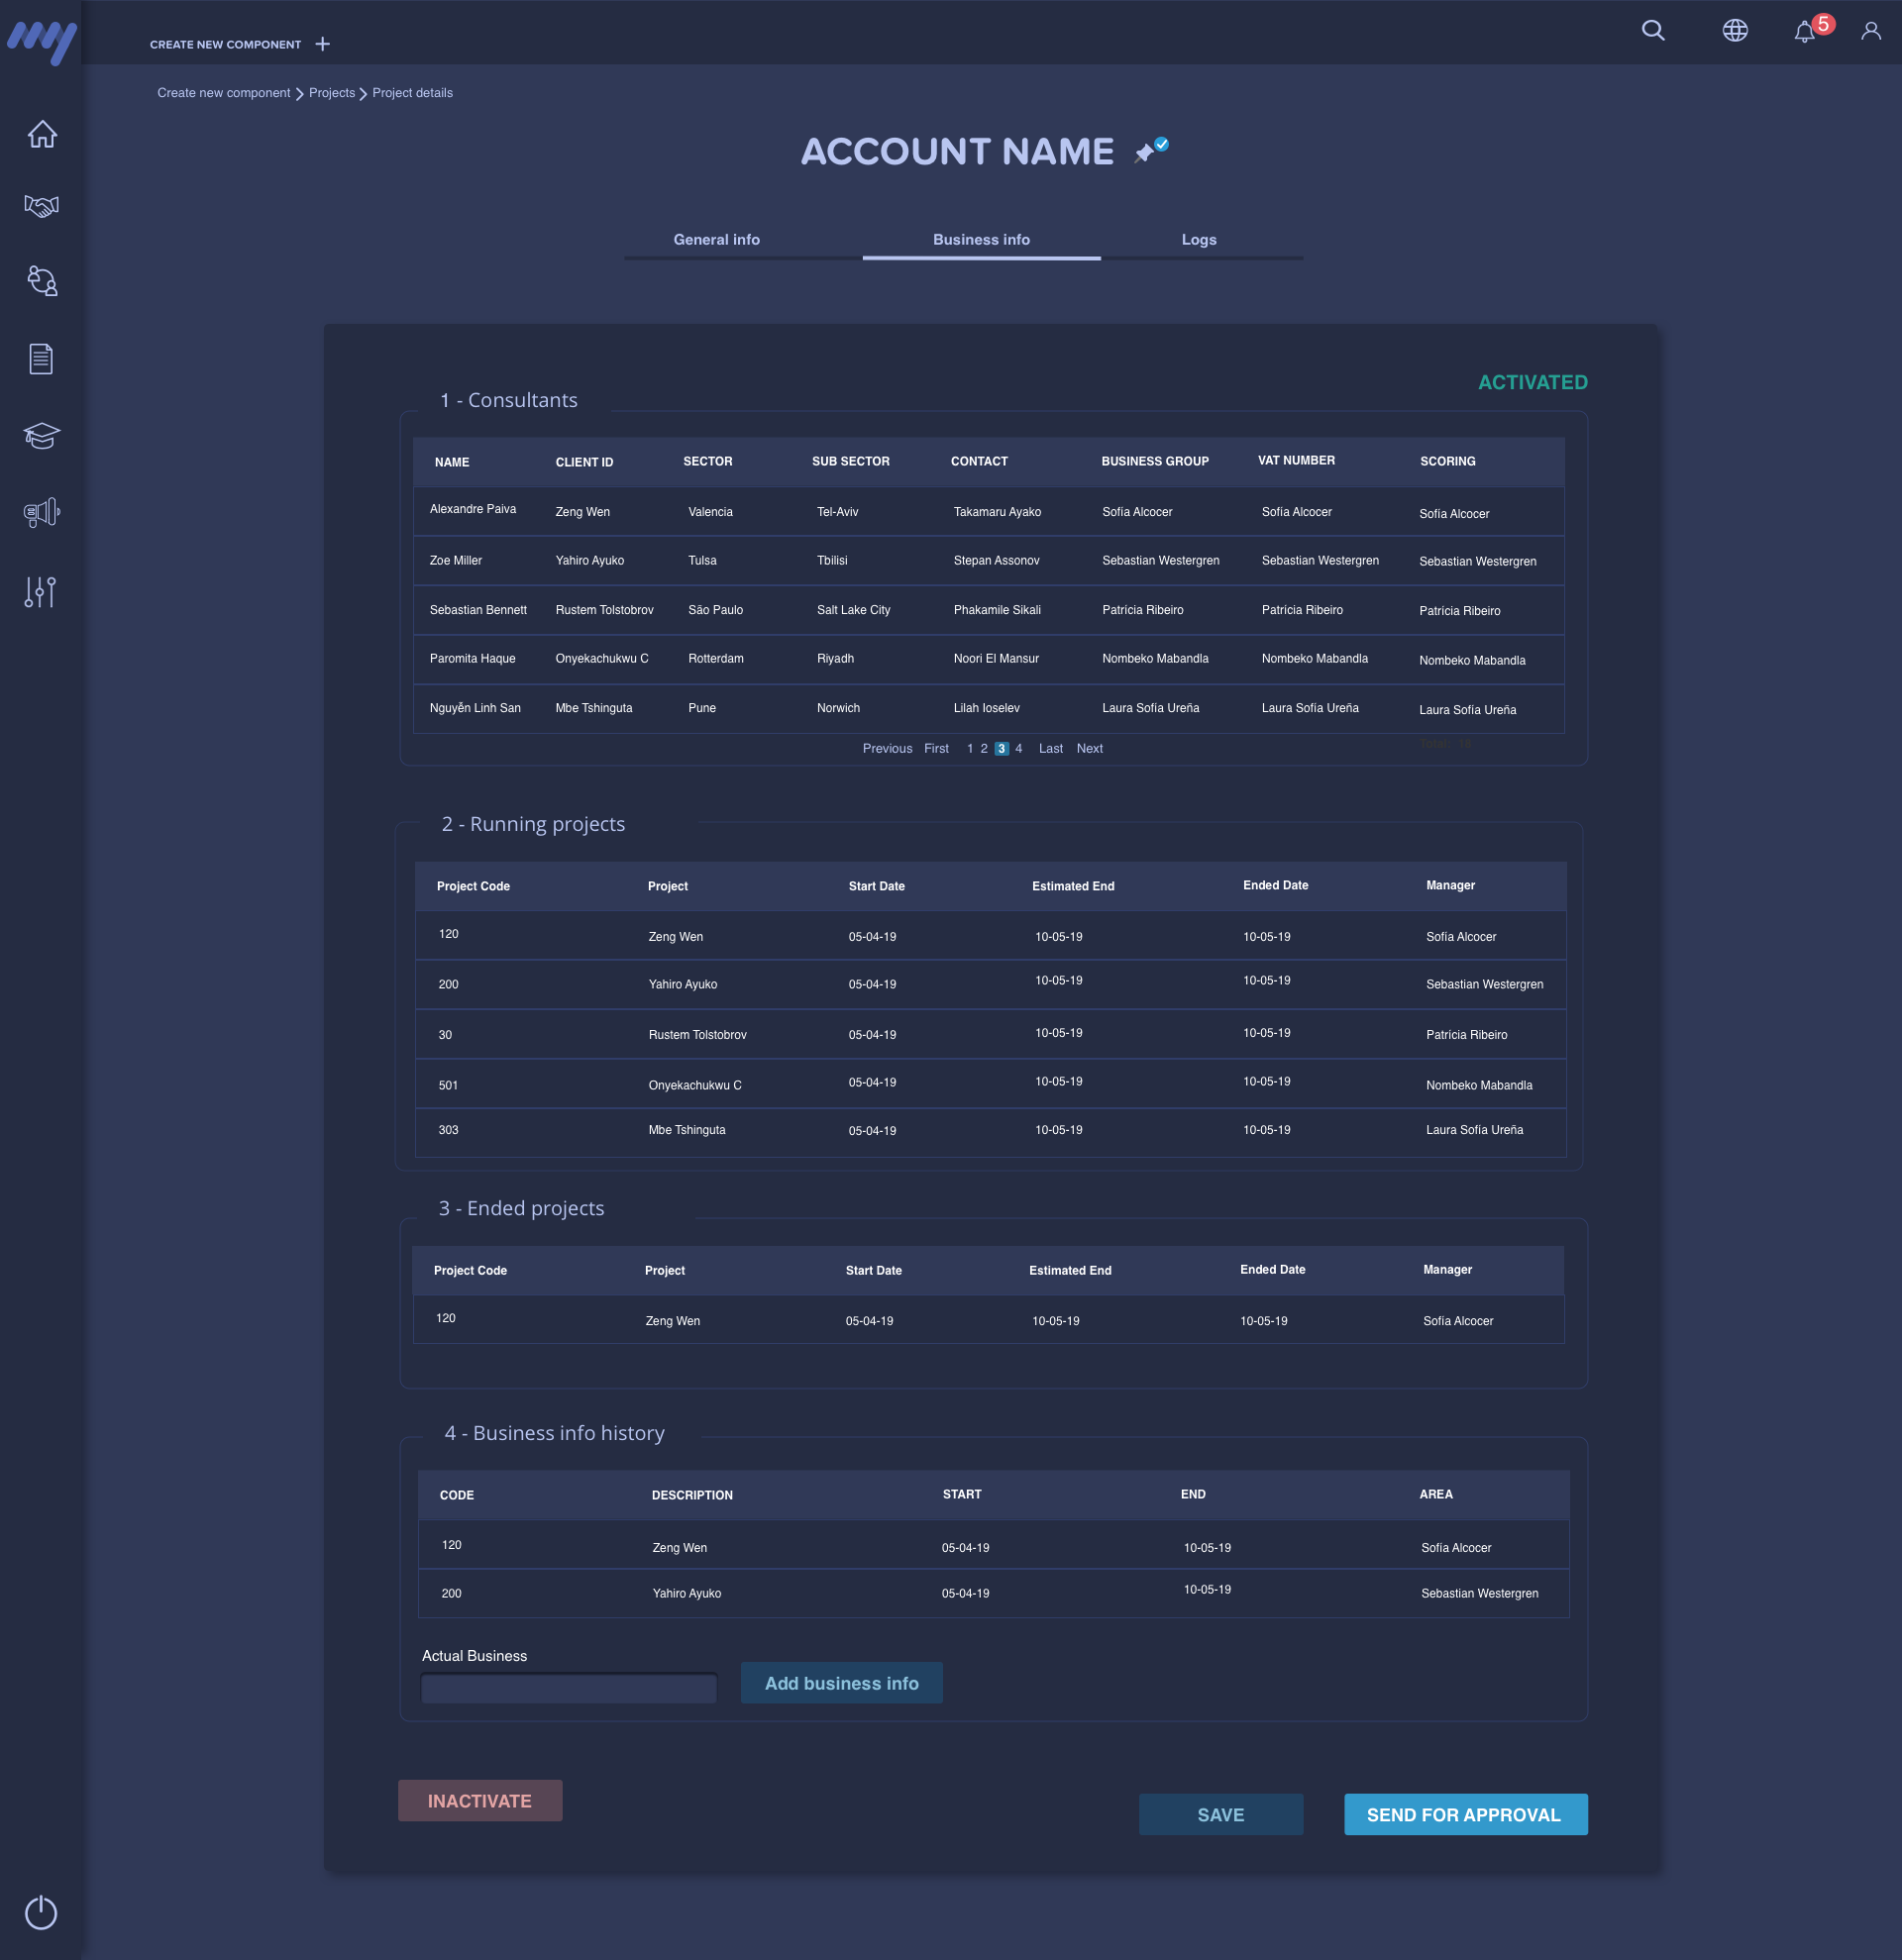 my
CREATE NEW COMPONENT
5
Create new component Projects Project details
ACCOUNT NAME
General info Business info Logs
ACTIVATED
1 - Consultants
NAME CLIENT ID SECTOR SUB SECTOR CONTACT BUSINESS GROUP VAT NUMBER SCORING
Alexandre Paiva Zeng Wen Valencia Tel-Aviv Takamaru Ayako Sofía Alcocer Sofía Alcocer Sofía Alcocer
Zoe Miller Yahiro Ayuko Tulsa Tbilisi Stepan Assonov Sebastian Westergren Sebastian Westergren Sebastian Westergren
Sebastian Bennett Rustem Tolstobrov São Paulo Salt Lake City Phakamile Sikali Patrícia Ribeiro Patrícia Ribeiro Patrícia Ribeiro
Paromita Haque Onyekachukwu C Rotterdam Riyadh Noori El Mansur Nombeko Mabandla Nombeko Mabandla Nombeko Mabandla
Nguyễn Linh San Mbe Tshinguta Pune Norwich Lilah Ioselev Laura Sofía Ureña Laura Sofía Ureña Laura Sofía Ureña
Previous First 1 2 3 4 Last Next
Total: 18
2 - Running projects
Project Code Project Start Date Estimated End Ended Date Manager
120 Zeng Wen 05-04-19 10-05-19 10-05-19 Sofía Alcocer
200 Yahiro Ayuko 05-04-19 10-05-19 10-05-19 Sebastian Westergren
30 Rustem Tolstobrov 05-04-19 10-05-19 10-05-19 Patrícia Ribeiro
501 Onyekachukwu C 05-04-19 10-05-19 10-05-19 Nombeko Mabandla
303 Mbe Tshinguta 05-04-19 10-05-19 10-05-19 Laura Sofía Ureña
3 - Ended projects
Project Code Project Start Date Estimated End Ended Date Manager
120 Zeng Wen 05-04-19 10-05-19 10-05-19 Sofía Alcocer
4 - Business info history
CODE DESCRIPTION START END AREA
120 Zeng Wen 05-04-19 10-05-19 Sofía Alcocer
200 Yahiro Ayuko 05-04-19 10-05-19 Sebastian Westergren
Actual Business
Add business info
INACTIVATE
SAVE SEND FOR APPROVAL